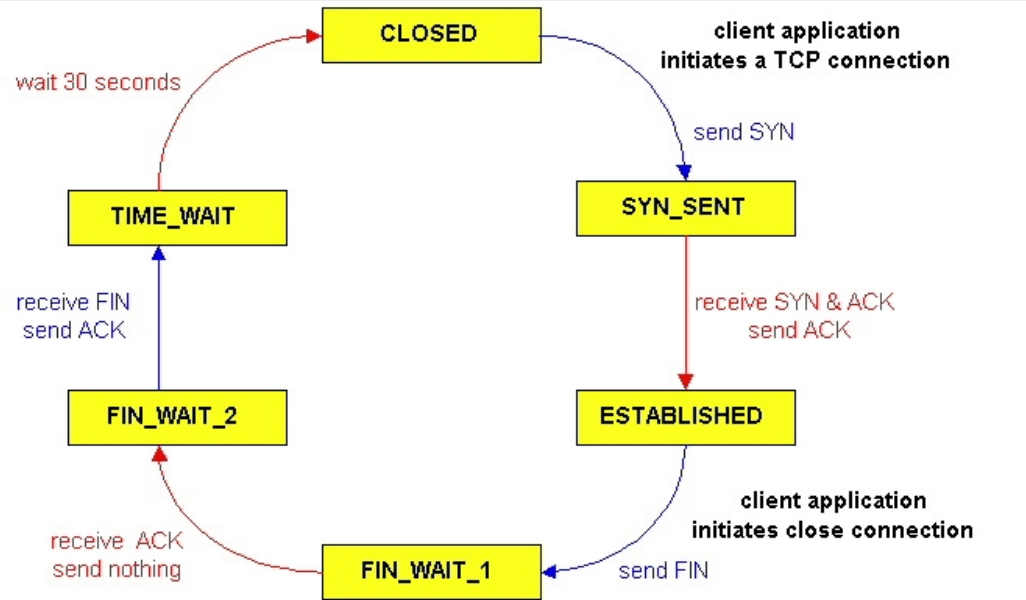 CLOSED
client application
initiates a TCP connection
wait 30 seconds
send SYN
TIME_WAIT
SYN_SENT
receive FIN
send ACK
receive SYN & ACK
send ACK
FIN_WAIT_2
ESTABLISHED
client application
initiates close connection
receive ACK
send nothing
FIN_WAIT_1
send FIN